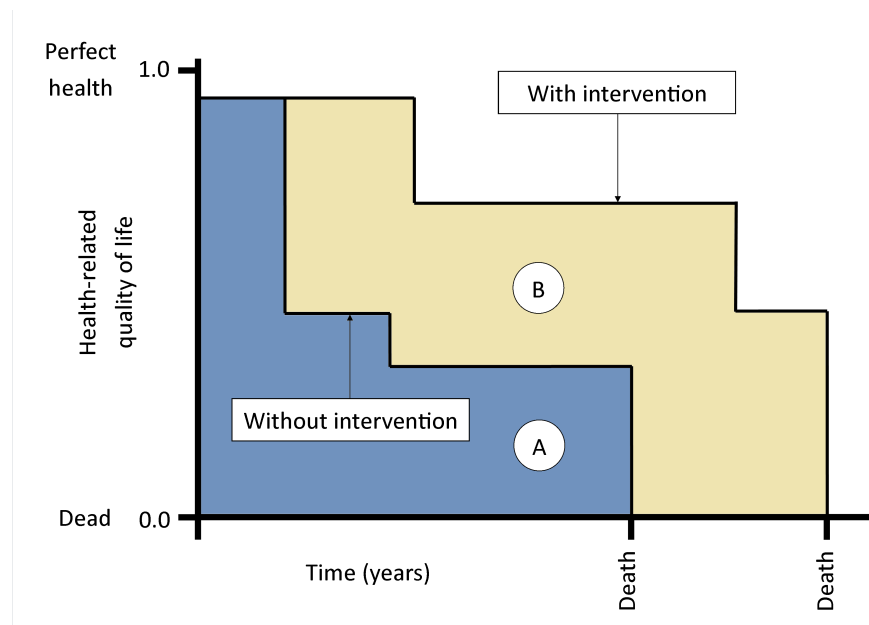 Perfect
health
1.0
With intervention
Health-related
quality of life
B
Without intervention
A
Dead
0.0
Time (years)
Death
Death